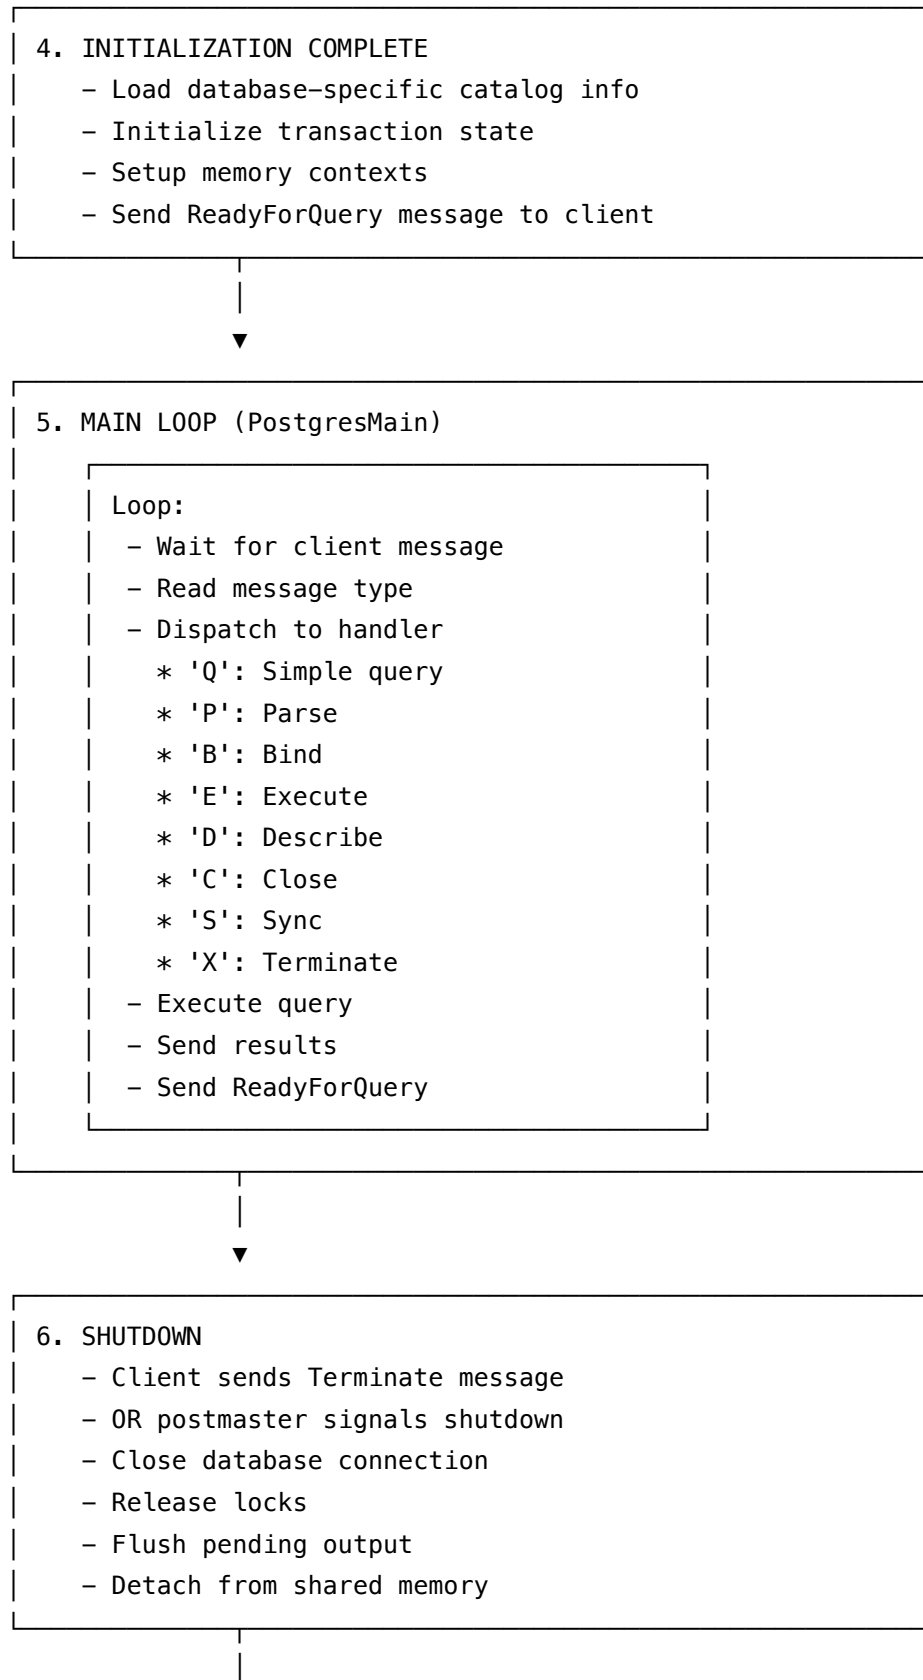 4. INITIALIZATION COMPLETE
- Load database-specific catalog info
- Initialize transaction state
- Setup memory contexts
- Send ReadyForQuery message to client
5. MAIN LOOP (PostgresMain)
Loop:
- Wait for client message
- Read message type
- Dispatch to handler
* 'Q': Simple query
* 'P': Parse
* 'B': Bind
* 'E': Execute
* 'D': Describe
* 'C': Close
* 'S': Sync
* 'X': Terminate
- Execute query
- Send results
- Send ReadyForQuery
6. SHUTDOWN
- Client sends Terminate message
- OR postmaster signals shutdown
- Close database connection
- Release locks
- Flush pending output
- Detach from shared memory